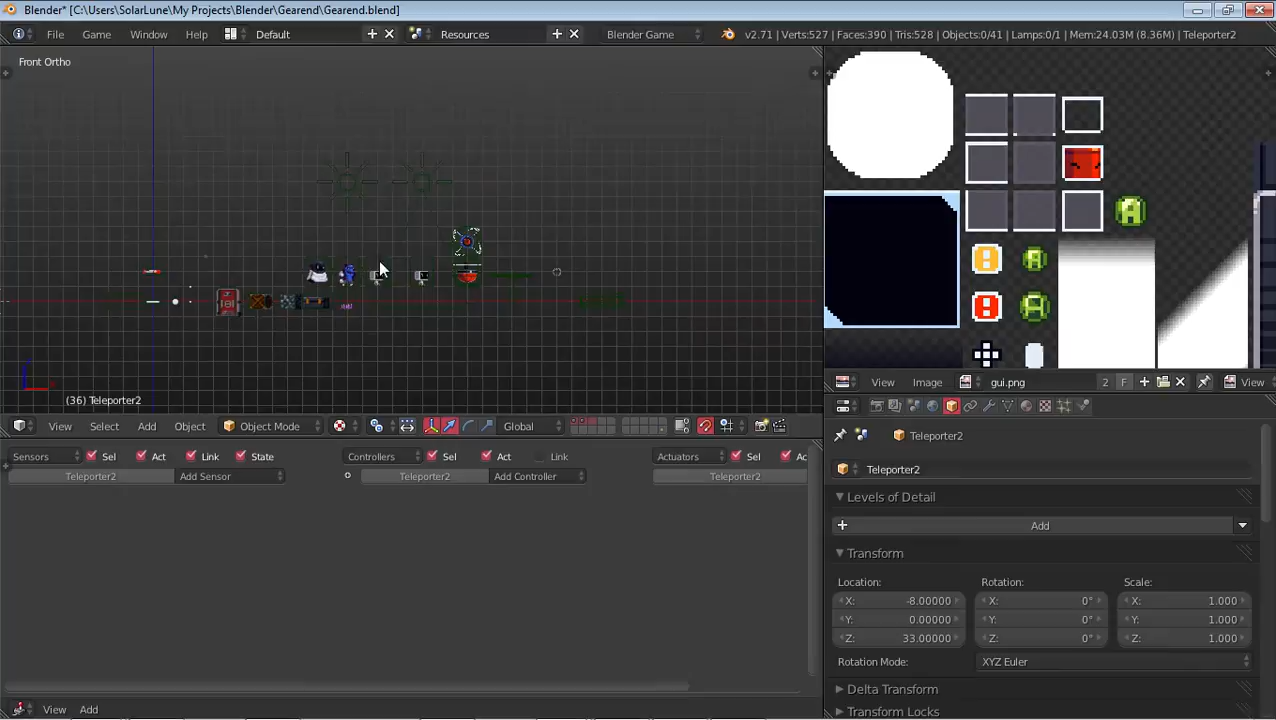 Blender* [C:\Users\SolarLune\My Projects\Blender\Gearend\Gearend.blend]
File Game Window Help Default Resources Blender Game v2.71 | Verts:527 | Faces:390 | Tris:528 | Objects:0/41 | Lamps:0/1 | Mem:24.03M (8.36M) | Teleporter2
Front Ortho
(36) Teleporter2
View Image gui.png 2 F View
View Select Add Object Object Mode Global
Teleporter2
Sensors Sel Act Link State Controllers Sel Act Link Actuators Sel Ac
Teleporter2 Add Sensor Teleporter2 Add Controller Teleporter2
Teleporter2
Levels of Detail
Add
Transform
Location: Rotation: Scale:
X: -8.00000 X: 0° X: 1.000
Y: 0.00000 Y: 0° Y: 1.000
Z: 33.00000 Z: 0° Z: 1.000
Rotation Mode: XYZ Euler
Delta Transform
Transform Locks
View Add